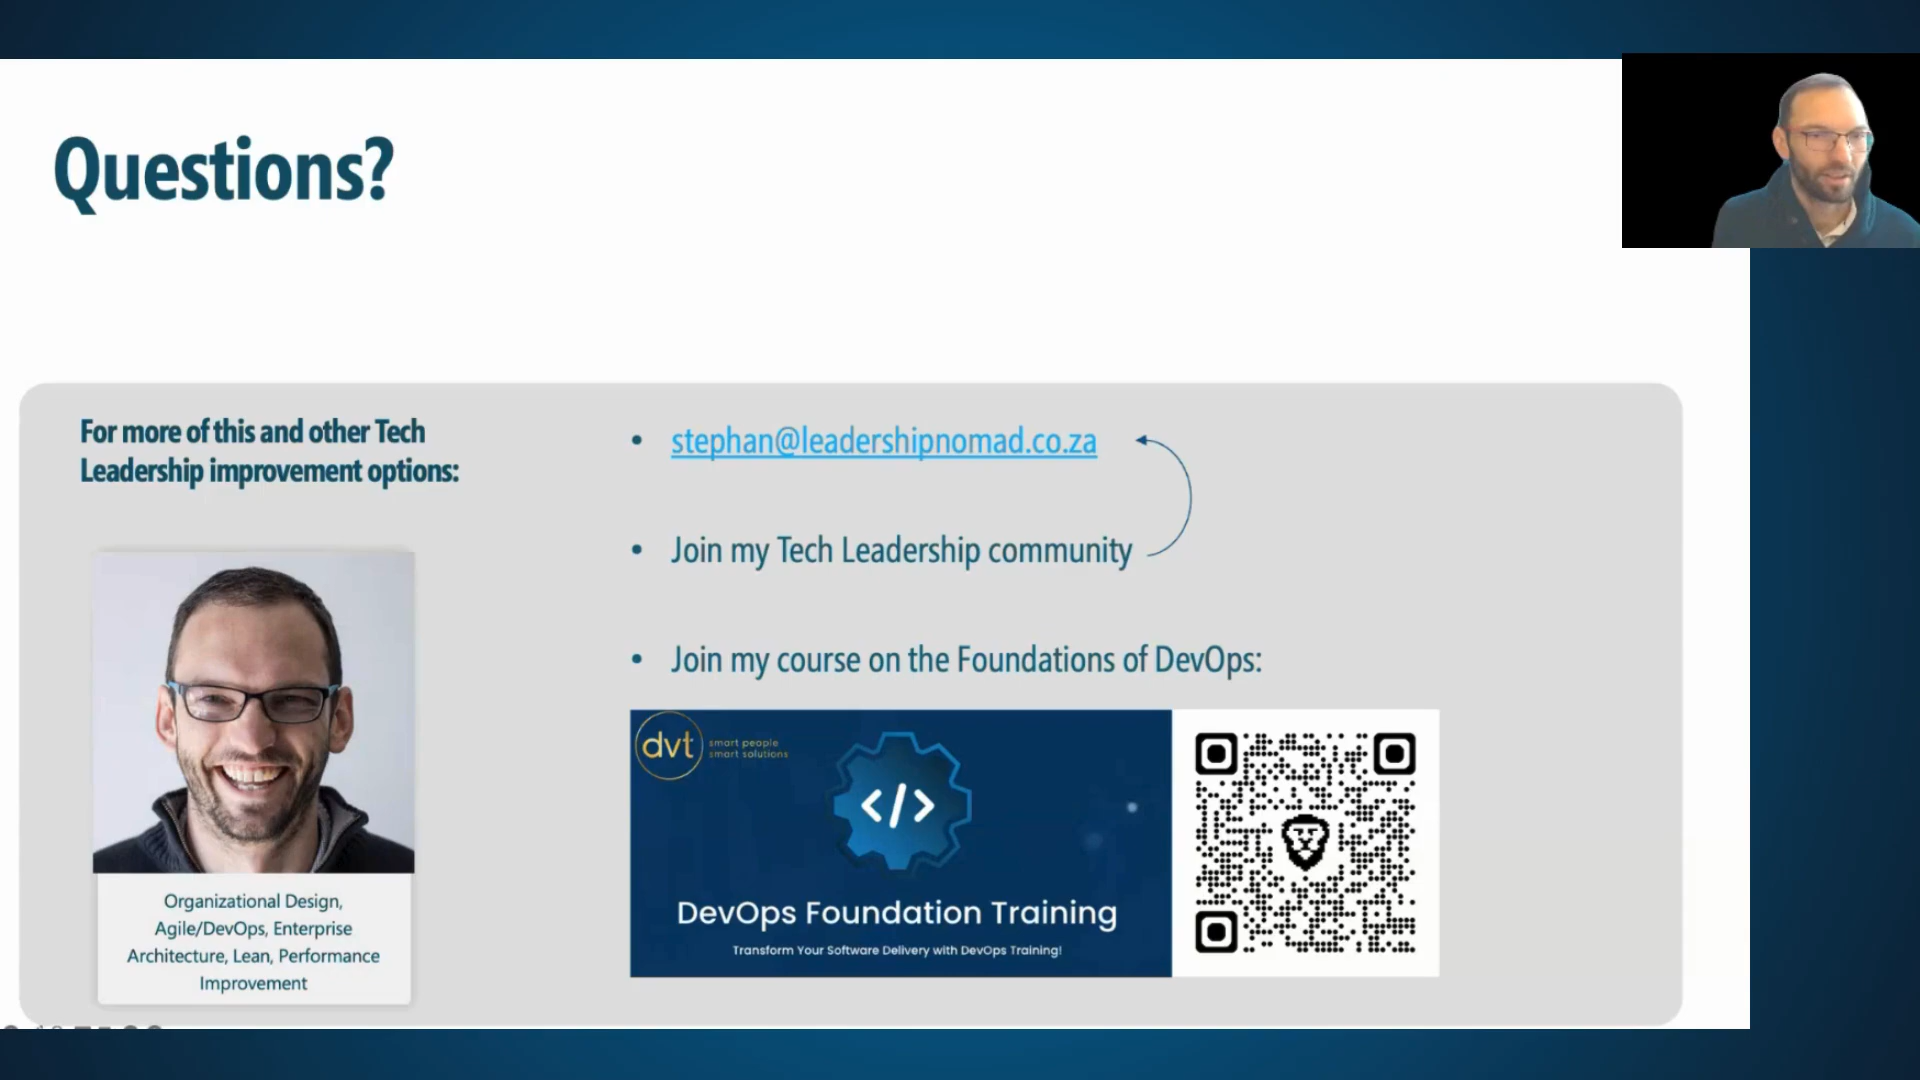 Questions?
For more of this and other Tech
Leadership improvement options:
Organizational Design,
Agile/DevOps, Enterprise
Architecture, Lean, Performance
Improvement
• stephan@leadershipnomad.co.za
• Join my Tech Leadership community
• Join my course on the Foundations of DevOps:
dvt
smart people
smart solutions
</>
DevOps Foundation Training
Transform Your Software Delivery with DevOps Training!